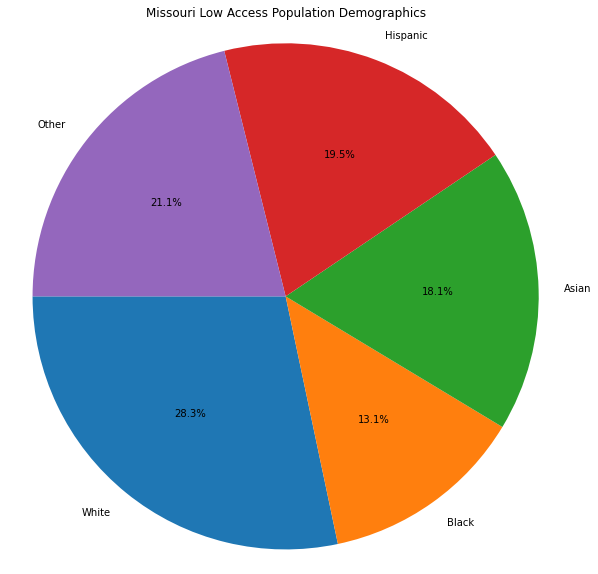 Missouri Low Access Population Demographics
Hispanic
Other
19.5%
21.1%
Asian
18.1%
28.3%
13.1%
White
Black